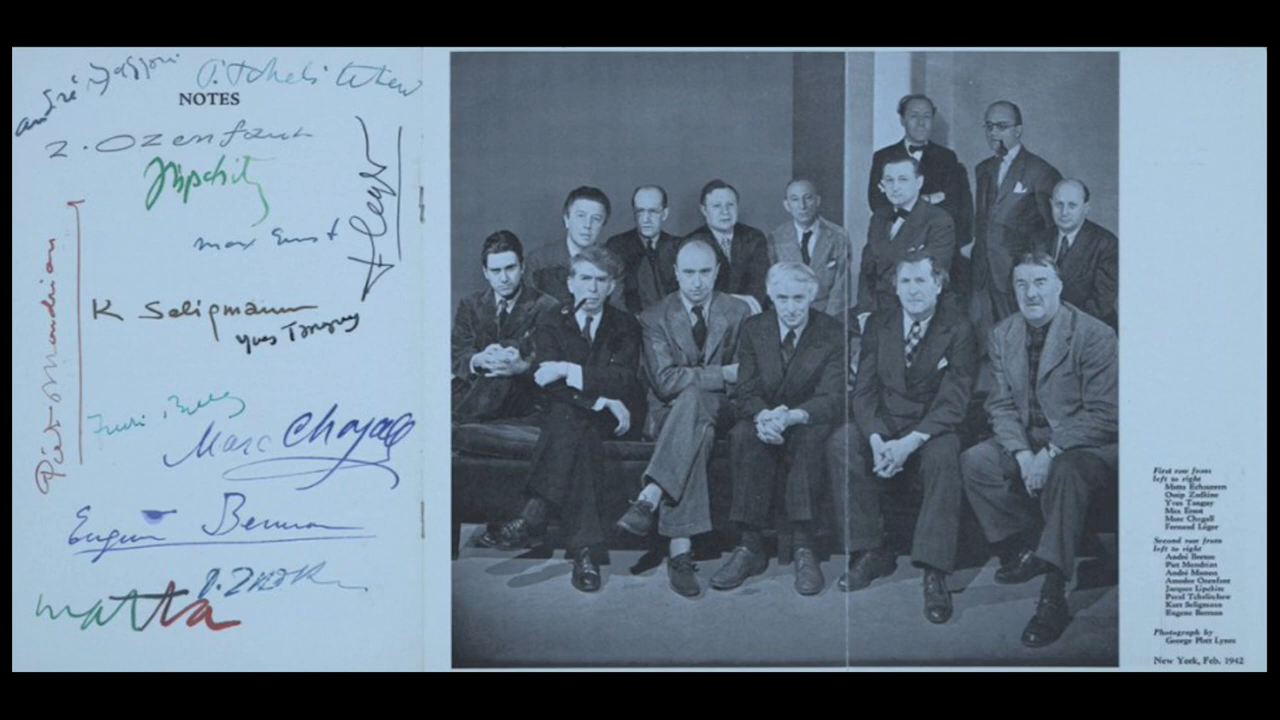 André Masson
P. Tchelitchew
NOTES
Ozenfant
Lipchitz
F Leger
max Ernst
Piet Mondrian
K Seligmann
Yves Tanguy
Marc Chagall
Eugene Berman
O. Zadkine
matta
First row from
left to right
Matta Echaurren
Ossip Zadkine
Yves Tanguy
Max Ernst
Marc Chagall
Fernand Léger
Second row from
left to right
André Breton
Piet Mondrian
André Masson
Amedee Ozenfant
Jacques Lipchitz
Pavel Tchelitchew
Kurt Seligmann
Eugene Berman
Photograph by
George Platt Lynes
New York, Feb. 1942